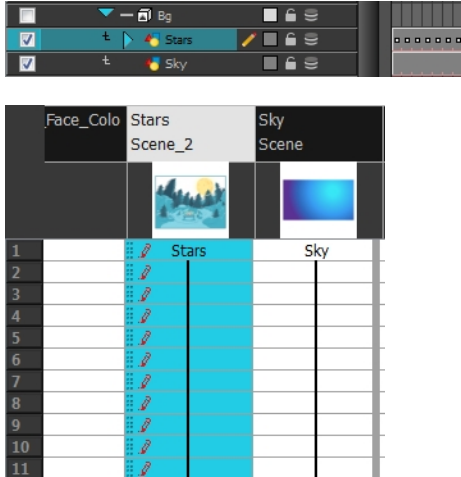 Bg
Stars
Sky
_Face_Colo
Stars
Scene_2
Sky
Scene
1 Stars Sky
2
3
4
5
6
7
8
9
10
11